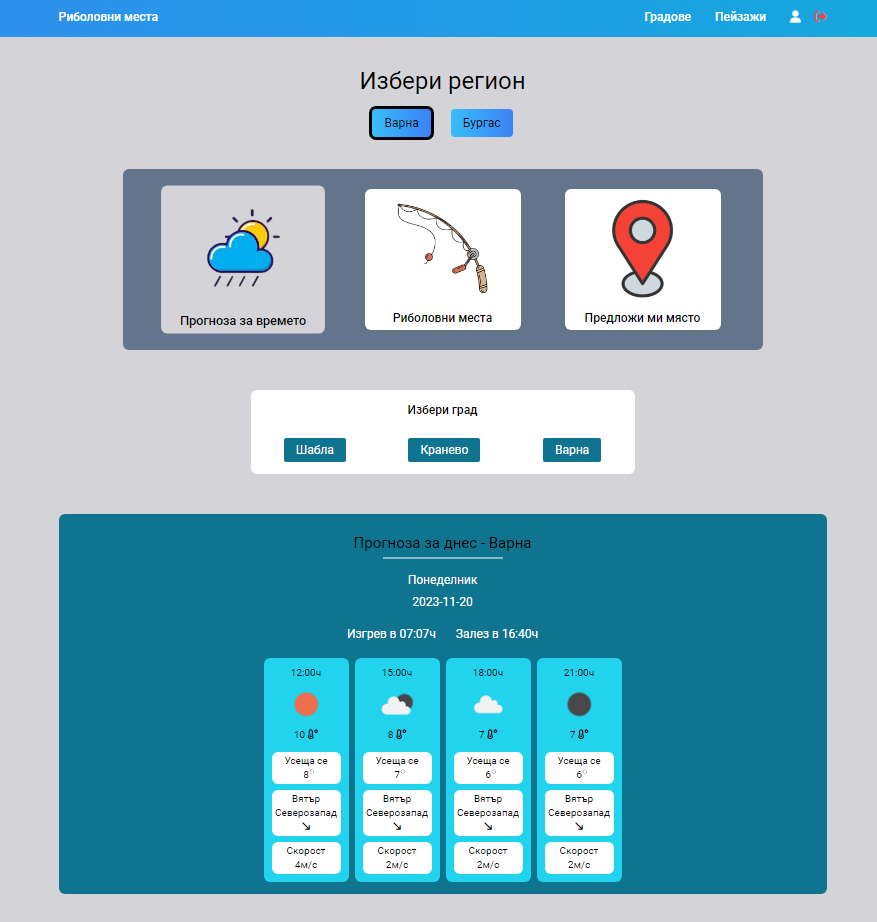 Риболовни места
Градове Пейзажи
Избери регион
Варна Бургас
Прогноза за времето
Риболовни места
Предложи ми място
Избери град
Шабла Кранево Варна
Прогноза за днес - Варна
Понеделник
2023-11-20
Изгрев в 07:07ч Залез в 16:40ч
12:00ч 15:00ч 18:00ч 21:00ч
10 8 7 7
Усеща се Усеща се Усеща се Усеща се
8° 7° 6° 6°
Вятър Вятър Вятър Вятър
Северозапад Северозапад Северозапад Северозапад
↘ ↘ ↘ ↘
Скорост Скорост Скорост Скорост
4м/с 2м/с 2м/с 2м/с